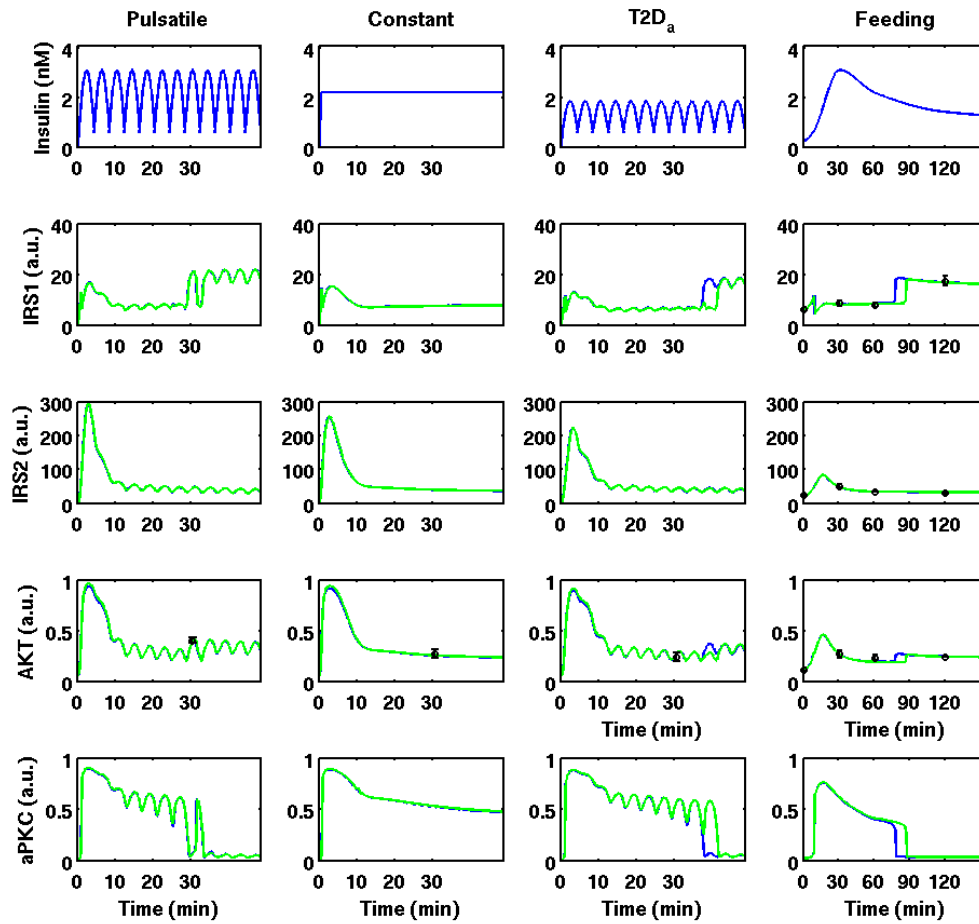 Pulsatile Constant T2Da Feeding
Insulin (nM)
4 2 0 0 10 20 30
4 2 0 0 10 20 30
4 2 0 0 10 20 30
4 2 0 0 30 60 90 120
IRS1 (a.u.)
40 20 0 0 10 20 30
40 20 0 0 10 20 30
40 20 0 0 10 20 30
40 20 0 0 30 60 90 120
IRS2 (a.u.)
300 200 100 0 0 10 20 30
300 200 100 0 0 10 20 30
300 200 100 0 0 10 20 30
300 200 100 0 0 30 60 90 120
AKT (a.u.)
1 0.5 0 0 10 20 30
1 0.5 0 0 10 20 30
1 0.5 0 0 10 20 30
Time (min)
1 0.5 0 0 30 60 90 120
Time (min)
aPKC (a.u.)
1 0.5 0 0 10 20 30
Time (min)
1 0.5 0 0 10 20 30
Time (min)
1 0.5 0 0 10 20 30
Time (min)
1 0.5 0 0 30 60 90 120
Time (min)